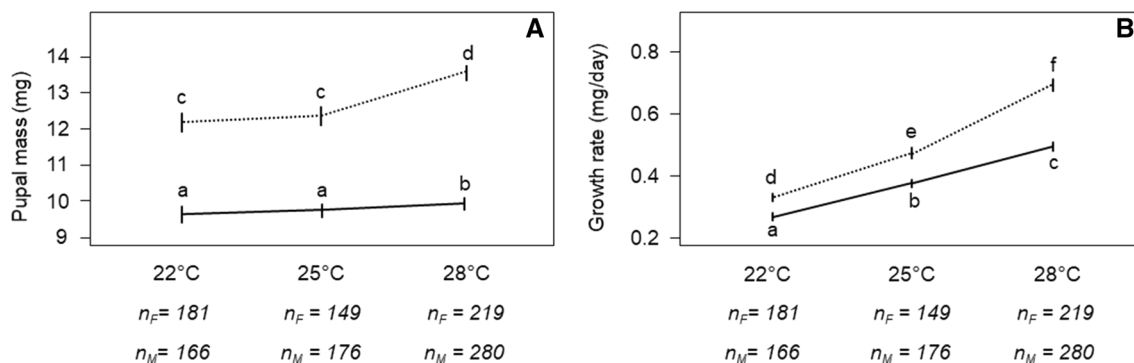 A
Pupal mass (mg)
14
13
12
11
10
9
c
c
d
a
a
b
22°C
25°C
28°C
nF= 181
nF = 149
nF = 219
nM= 166
nM = 176
nM = 280
B
Growth rate (mg/day)
0.8
0.6
0.4
0.2
d
e
f
a
b
c
22°C
25°C
28°C
nF= 181
nF = 149
nF = 219
nM= 166
nM = 176
nM = 280